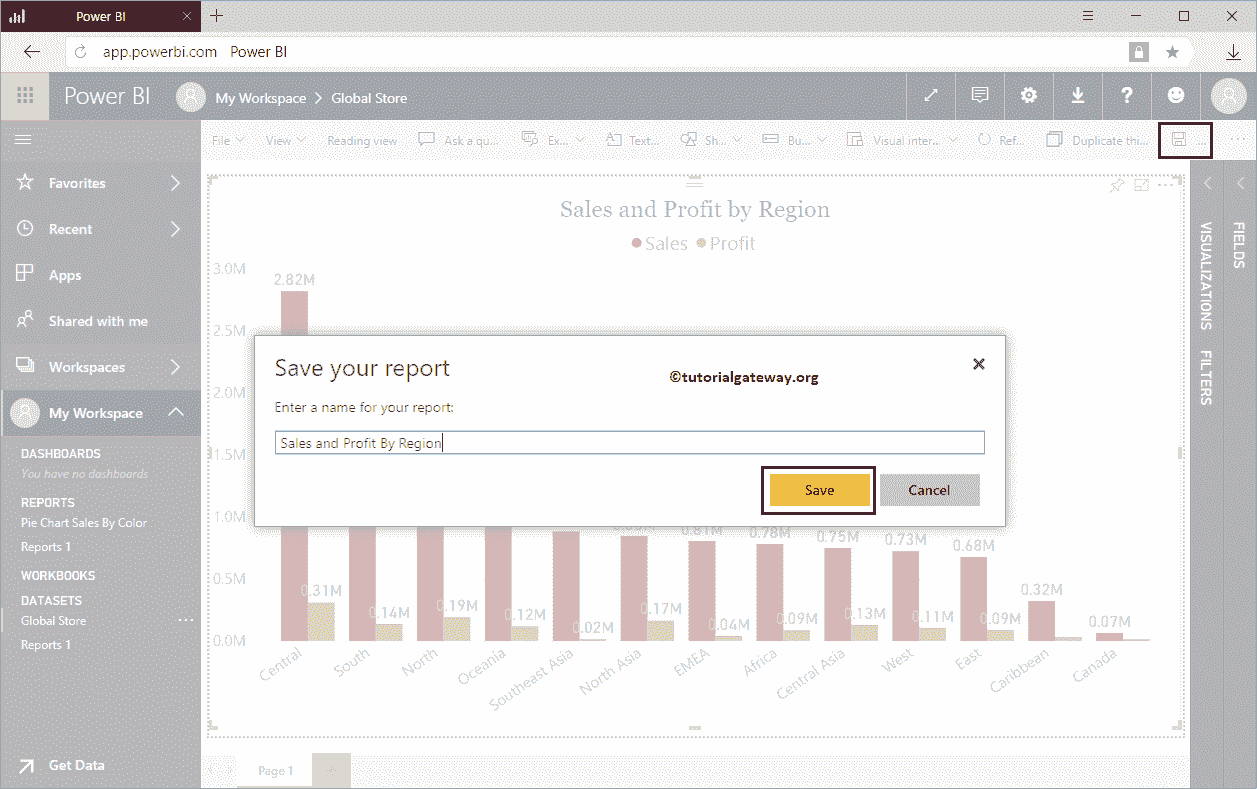 Power BI
app.powerbi.com Power BI
Power BI My Workspace > Global Store ?
File View Reading view Ask a qu... Ex... Text... Sh... Bu... Visual inter... Ref... Duplicate thi... ...
Favorites
Recent
Apps
Shared with me
Workspaces
My Workspace
DASHBOARDS
You have no dashboards
REPORTS
Pie Chart Sales By Color
Reports 1
WORKBOOKS
DATASETS
Global Store
Reports 1
Get Data
Sales and Profit by Region
Sales Profit
3.0M
2.82M
2.5M
2.0M
1.5M
1.0M
0.5M
0.0M
Save your report
©tutorialgateway.org
Enter a name for your report:
Sales and Profit By Region
Save Cancel
0.81M 0.78M 0.75M 0.73M 0.68M 0.32M 0.07M
0.31M 0.14M 0.19M 0.12M 0.02M 0.17M 0.04M 0.09M 0.13M 0.11M 0.09M
Central South North Oceania Southeast Asia North Asia EMEA Africa Central Asia West East Caribbean Canada
Page 1
VISUALIZATIONS
FILTERS
FIELDS